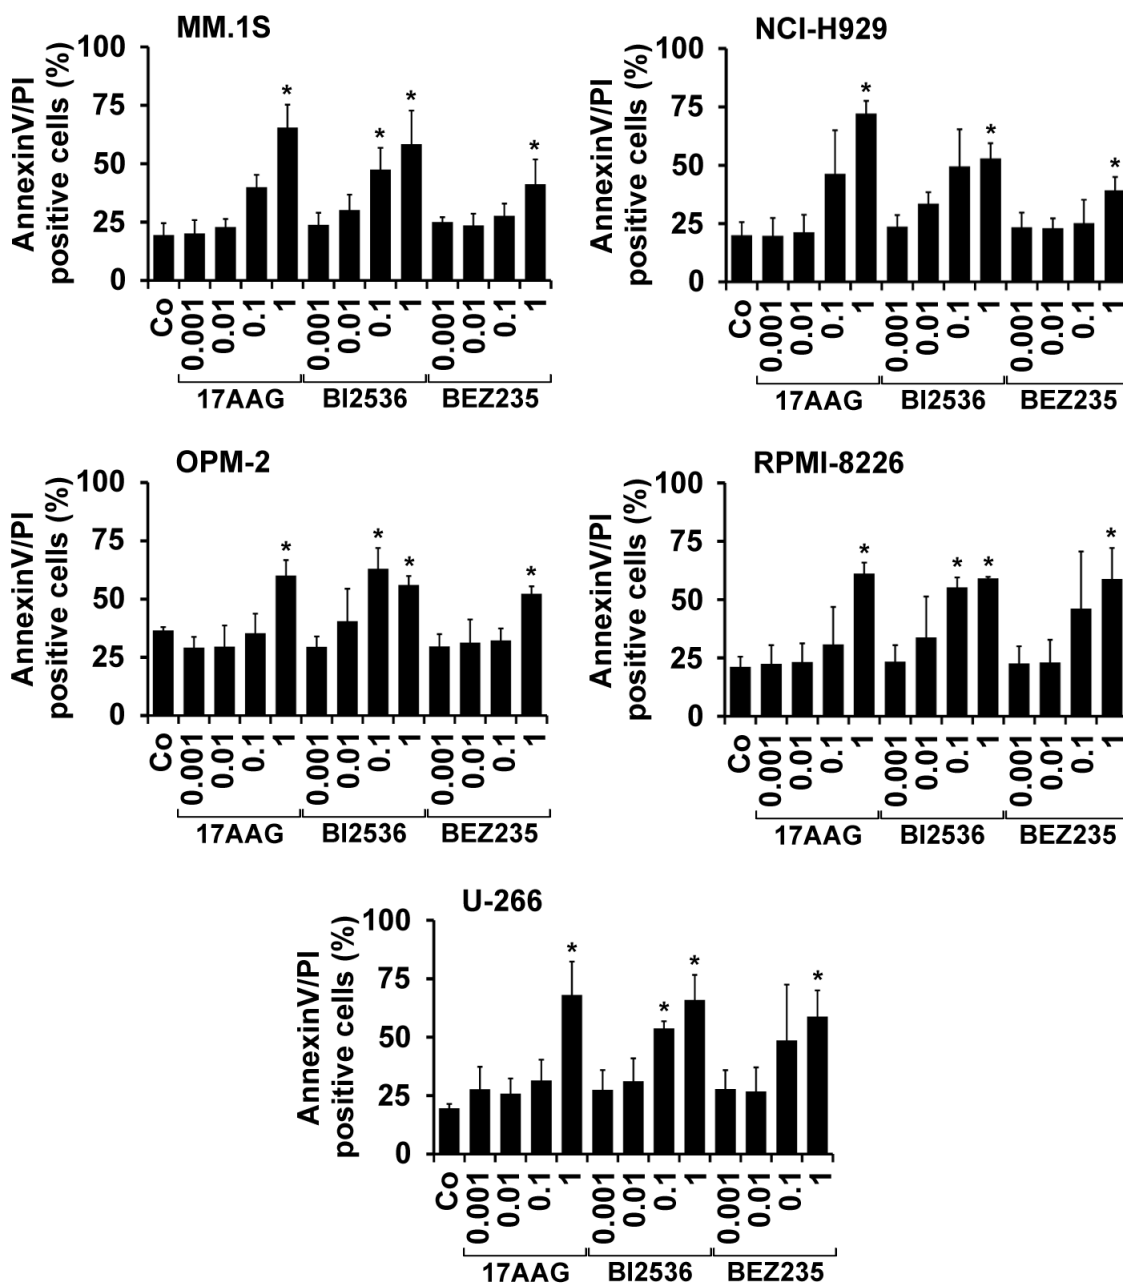 MM.1S
AnnexinV/PI
positive cells (%)
100
75
50
25
0
* * * *
Co 0.001 0.01 0.1 1 0.001 0.01 0.1 1 0.001 0.01 0.1 1
17AAG BI2536 BEZ235
NCI-H929
AnnexinV/PI
positive cells (%)
100
75
50
25
0
* * *
Co 0.001 0.01 0.1 1 0.001 0.01 0.1 1 0.001 0.01 0.1 1
17AAG BI2536 BEZ235
OPM-2
AnnexinV/PI
positive cells (%)
100
75
50
25
0
* * * *
Co 0.001 0.01 0.1 1 0.001 0.01 0.1 1 0.001 0.01 0.1 1
17AAG BI2536 BEZ235
RPMI-8226
AnnexinV/PI
positive cells (%)
100
75
50
25
0
* * * *
Co 0.001 0.01 0.1 1 0.001 0.01 0.1 1 0.001 0.01 0.1 1
17AAG BI2536 BEZ235
U-266
AnnexinV/PI
positive cells (%)
100
75
50
25
0
* * * *
Co 0.001 0.01 0.1 1 0.001 0.01 0.1 1 0.001 0.01 0.1 1
17AAG BI2536 BEZ235